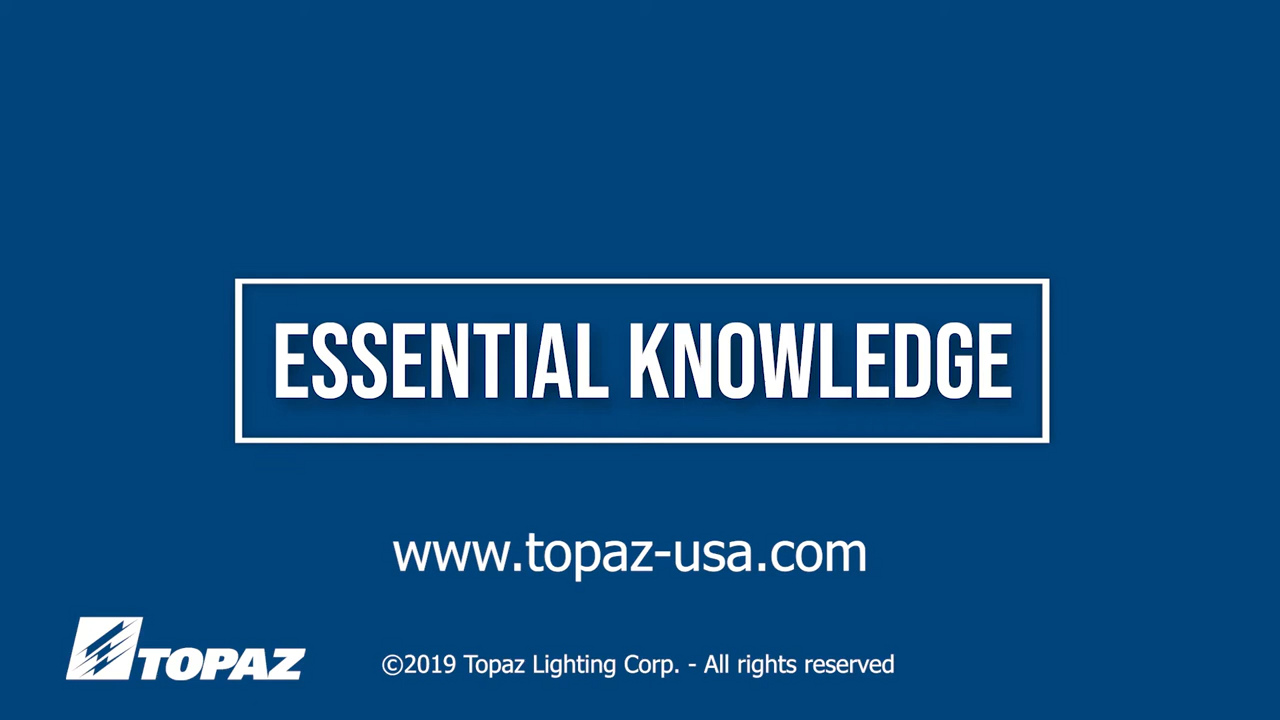 ESSENTIAL KNOWLEDGE
www.topaz-usa.com
TOPAZ
©2019 Topaz Lighting Corp. - All rights reserved